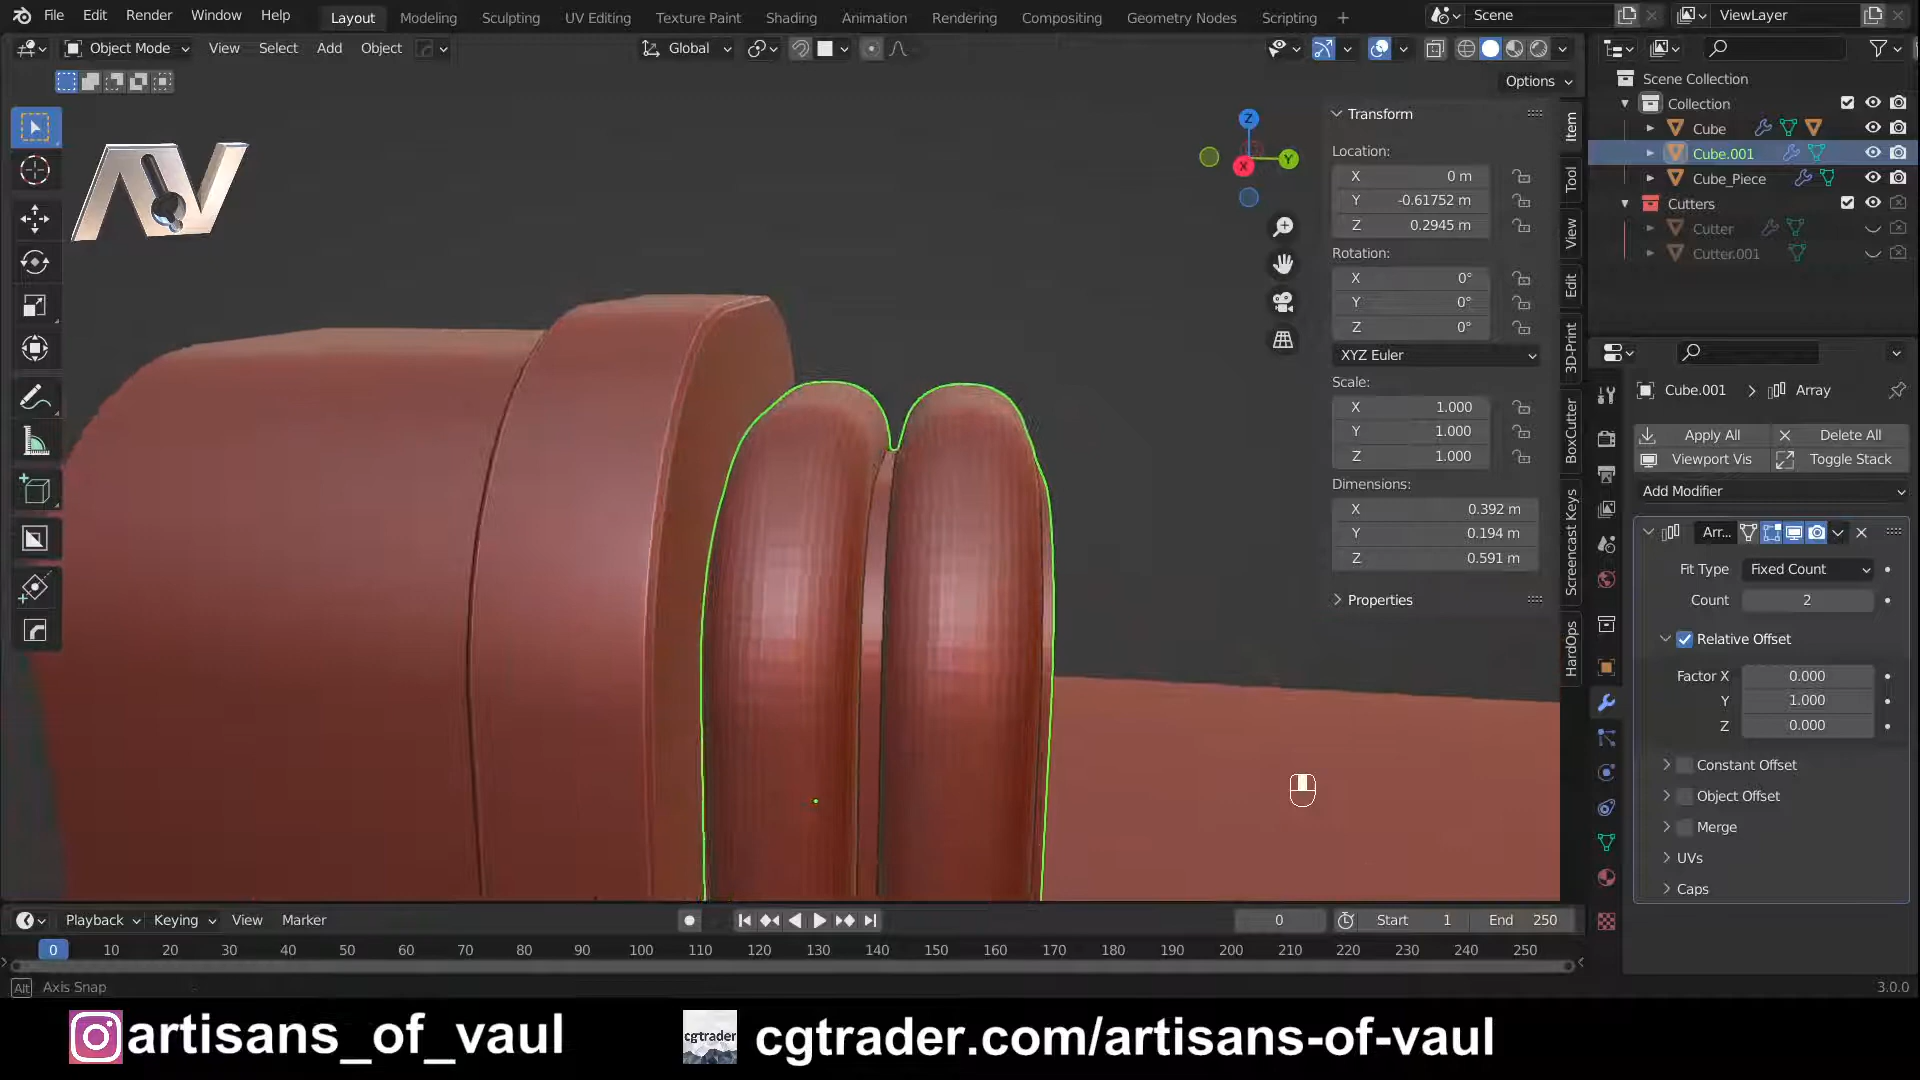 File Edit Render Window Help Layout Modeling Sculpting UV Editing Texture Paint Shading Animation Rendering Compositing Geometry Nodes Scripting + Scene ViewLayer
Object Mode View Select Add Object Global
Options
AV
Transform
Location:
X 0 m
Y -0.61752 m
Z 0.2945 m
Rotation:
X 0°
Y 0°
Z 0°
XYZ Euler
Scale:
X 1.000
Y 1.000
Z 1.000
Dimensions:
X 0.392 m
Y 0.194 m
Z 0.591 m
Properties
Item
Tool
View
Edit
3D-Print
BoxCutter
Screencast Keys
HardOps
Z
Y
X
Scene Collection
Collection
Cube
Cube.001
Cube_Piece
Cutters
Cutter
Cutter.001
Cube.001 > Array
Apply All Delete All
Viewport Vis Toggle Stack
Add Modifier
Arr...
Fit Type Fixed Count
Count 2
Relative Offset
Factor X 0.000
Y 1.000
Z 0.000
Constant Offset
Object Offset
Merge
UVs
Caps
Playback Keying View Marker 0 Start 1 End 250
0 10 20 30 40 50 60 70 80 90 100 110 120 130 140 150 160 170 180 190 200 210 220 230 240 250
Alt Axis Snap 3.0.0
artisans_of_vaul cgtrader cgtrader.com/artisans-of-vaul